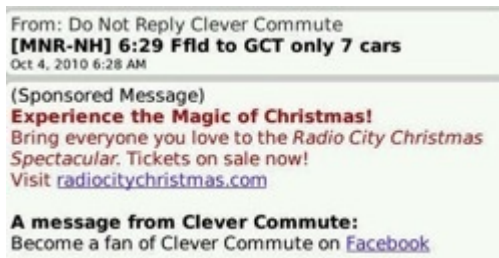 From: Do Not Reply Clever Commute
[MNR-NH] 6:29 Ffld to GCT only 7 cars
Oct 4, 2010 6:28 AM
(Sponsored Message)
Experience the Magic of Christmas!
Bring everyone you love to the Radio City Christmas
Spectacular. Tickets on sale now!
Visit radiocitychristmas.com
A message from Clever Commute:
Become a fan of Clever Commute on Facebook